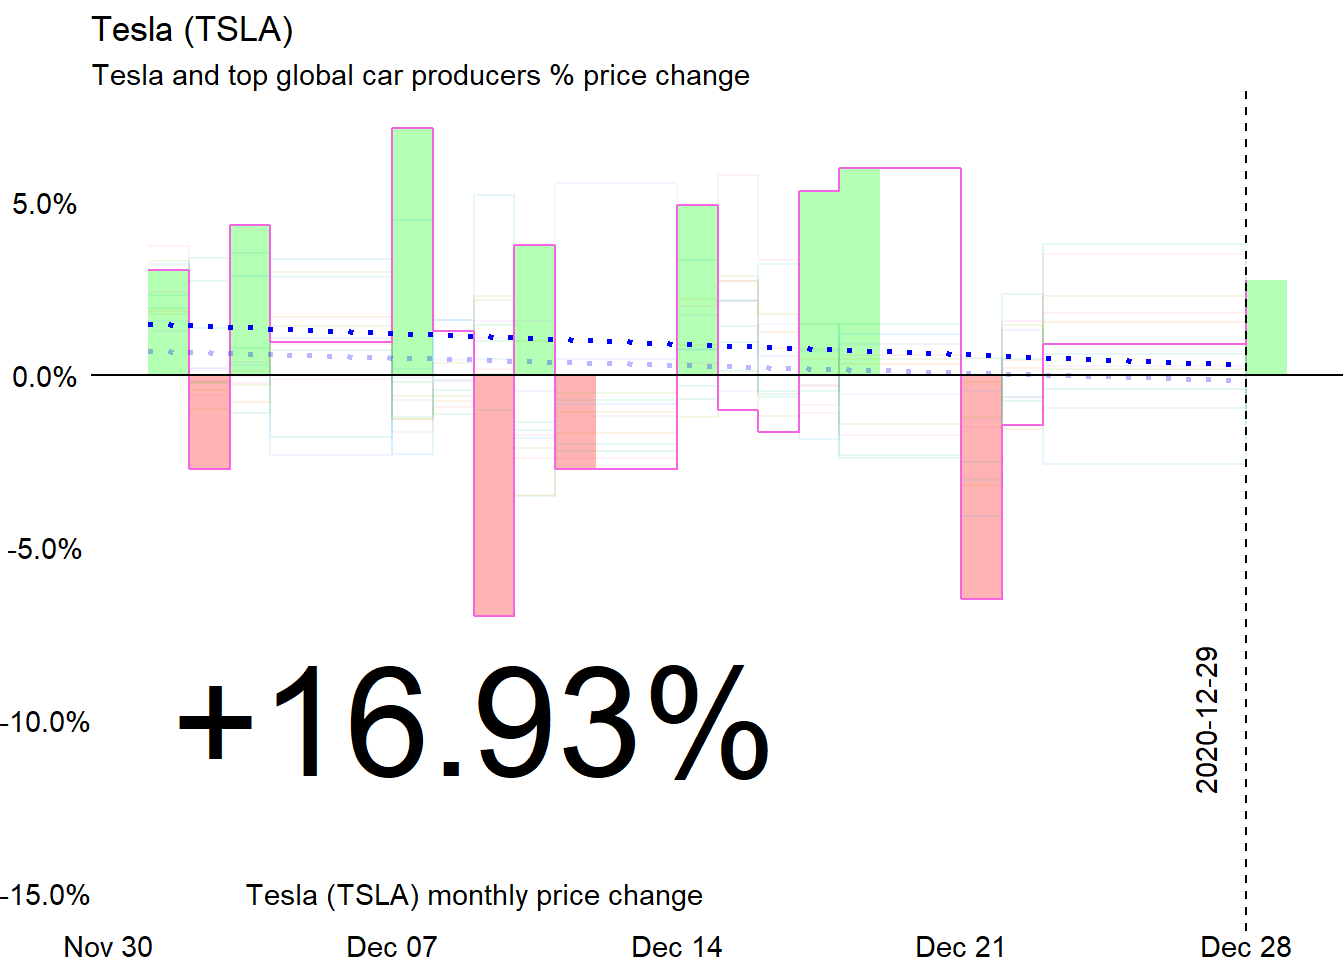 Tesla (TSLA)
Tesla and top global car producers % price change
5.0%
0.0%
-5.0%
-10.0%
-15.0%
+16.93%
2020-12-29
Tesla (TSLA) monthly price change
Nov 30 Dec 07 Dec 14 Dec 21 Dec 28